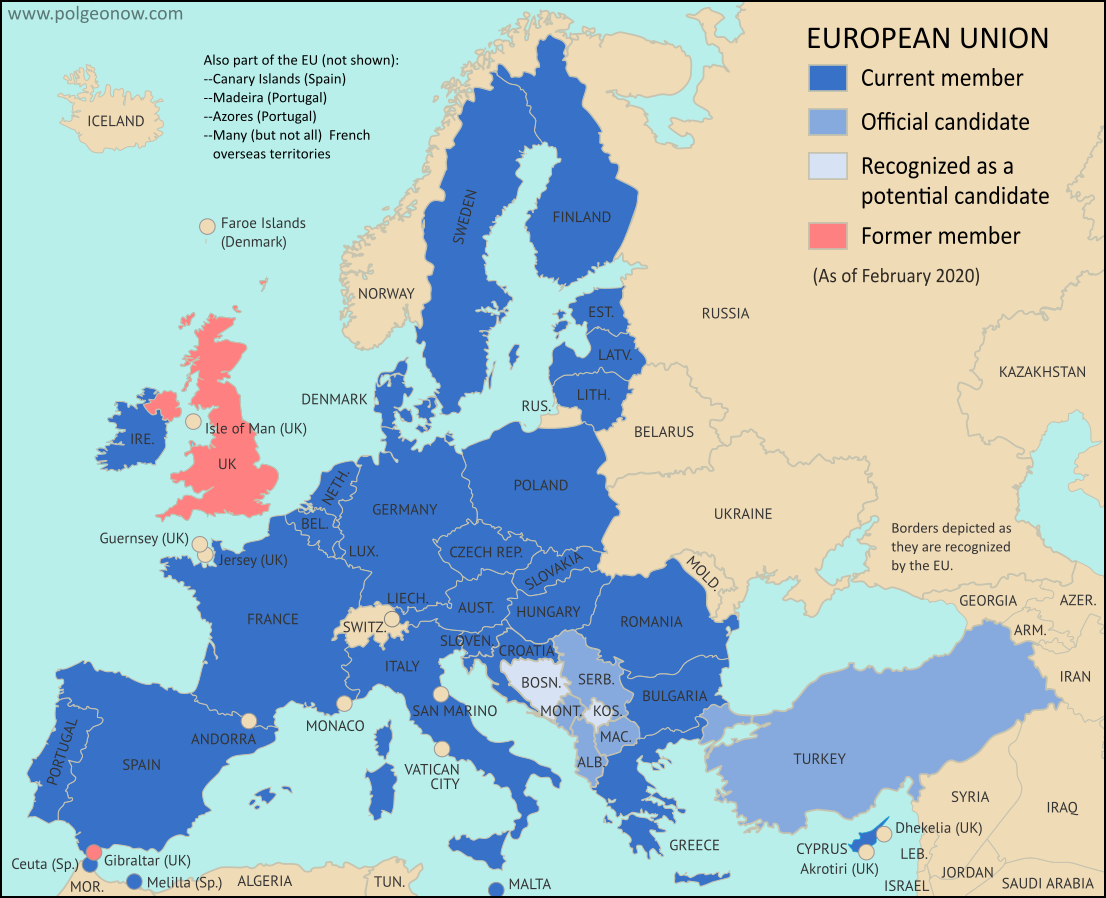 www.polgeonow.com
EUROPEAN UNION
Current member
Official candidate
Recognized as a
potential candidate
Former member
(As of February 2020)
Also part of the EU (not shown):
--Canary Islands (Spain)
--Madeira (Portugal)
--Azores (Portugal)
--Many (but not all) French
overseas territories
ICELAND
Faroe Islands
(Denmark)
SWEDEN
FINLAND
NORWAY
RUSSIA
EST.
LATV.
KAZAKHSTAN
LITH.
DENMARK
RUS.
Isle of Man (UK)
BELARUS
IRE.
UK
NETH.
POLAND
GERMANY
UKRAINE
BEL.
Borders depicted as
they are recognized
by the EU.
Guernsey (UK)
Jersey (UK)
LUX.
CZECH REP.
SLOVAKIA
MOLD.
LIECH.
AUST.
HUNGARY
GEORGIA
AZER.
FRANCE
SWITZ.
ROMANIA
ARM.
SLOVEN.
CROATIA
ITALY
BOSN.
SERB.
IRAN
BULGARIA
SAN MARINO
MONT.
KOS.
MONACO
ANDORRA
MAC.
PORTUGAL
SPAIN
ALB.
TURKEY
VATICAN
CITY
SYRIA
IRAQ
Dhekelia (UK)
GREECE
CYPRUS
LEB.
Akrotiri (UK)
Ceuta (Sp.)
Gibraltar (UK)
JORDAN
MOR.
Melilla (Sp.)
ALGERIA
TUN.
MALTA
ISRAEL
SAUDI ARABIA